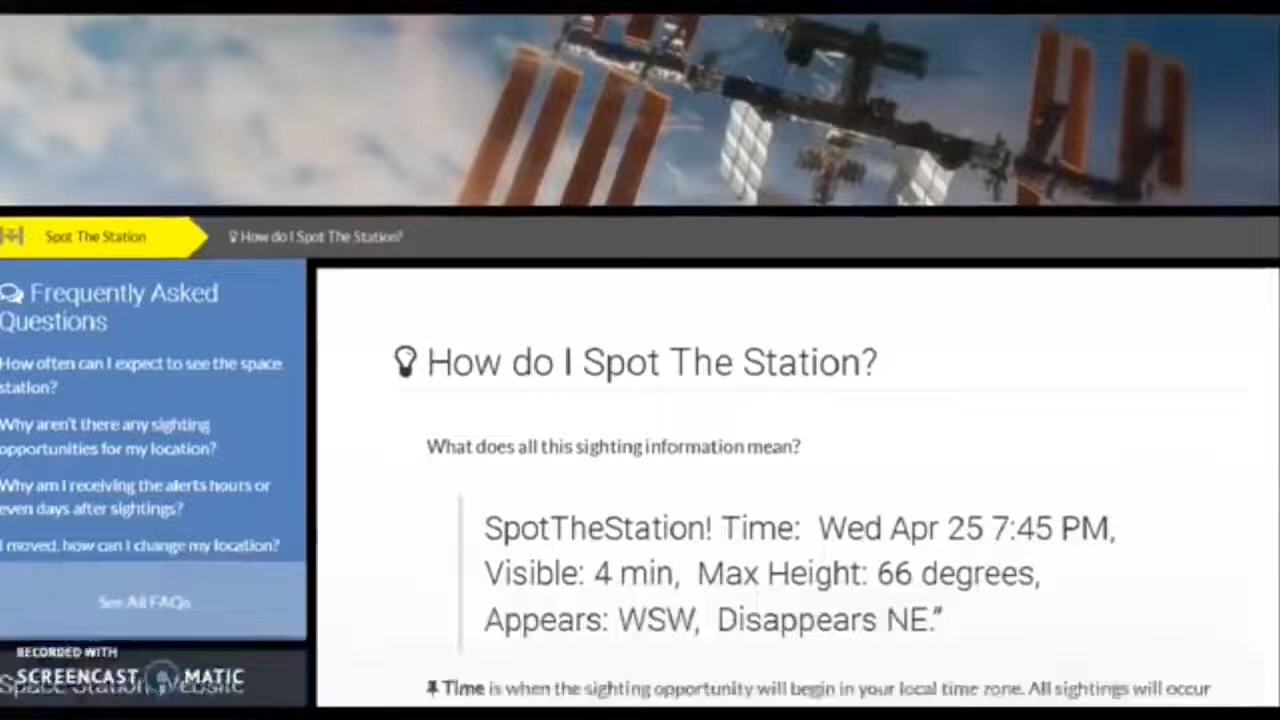 Spot The Station
How do I Spot The Station?
Frequently Asked
Questions
How often can I expect to see the space
station?
Why aren't there any sighting
opportunities for my location?
Why am I receiving the alerts hours or
even days after sightings?
I moved, how can I change my location?
See All FAQs
RECORDED WITH
SCREENCAST MATIC
Space Station Website
How do I Spot The Station?
What does all this sighting information mean?
SpotTheStation! Time: Wed Apr 25 7:45 PM,
Visible: 4 min, Max Height: 66 degrees,
Appears: WSW, Disappears NE.”
Time is when the sighting opportunity will begin in your local time zone. All sightings will occur